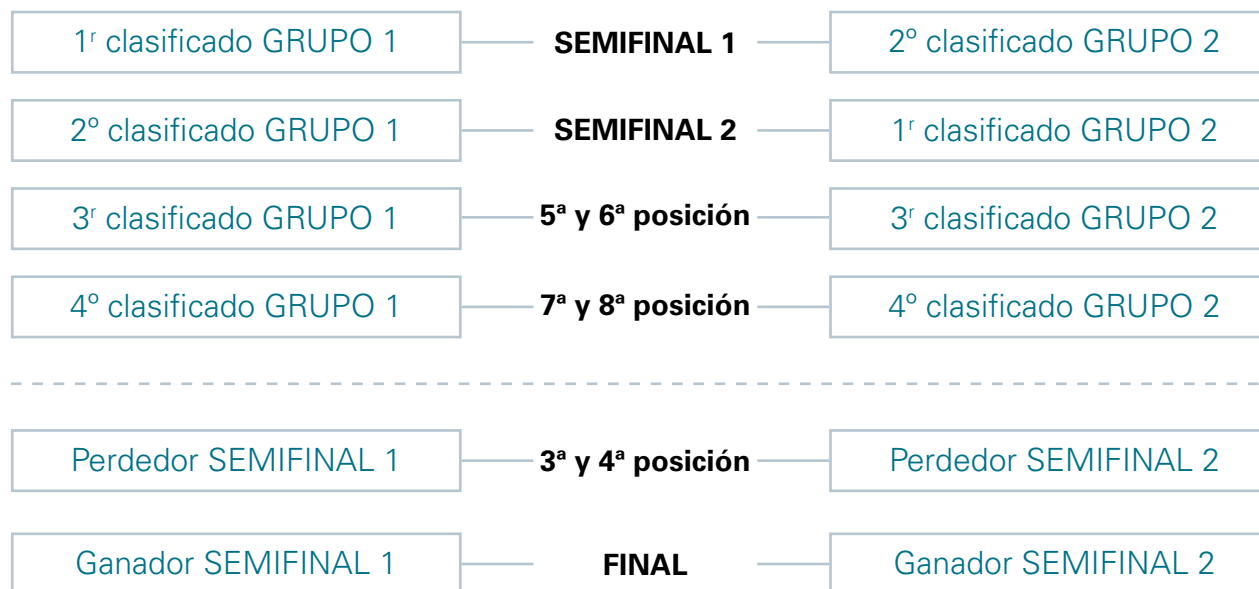 1ʳ clasificado GRUPO 1 SEMIFINAL 1 2º clasificado GRUPO 2
2º clasificado GRUPO 1 SEMIFINAL 2 1ʳ clasificado GRUPO 2
3ʳ clasificado GRUPO 1 5ª y 6ª posición 3ʳ clasificado GRUPO 2
4º clasificado GRUPO 1 7ª y 8ª posición 4º clasificado GRUPO 2
Perdedor SEMIFINAL 1 3ª y 4ª posición Perdedor SEMIFINAL 2
Ganador SEMIFINAL 1 FINAL Ganador SEMIFINAL 2